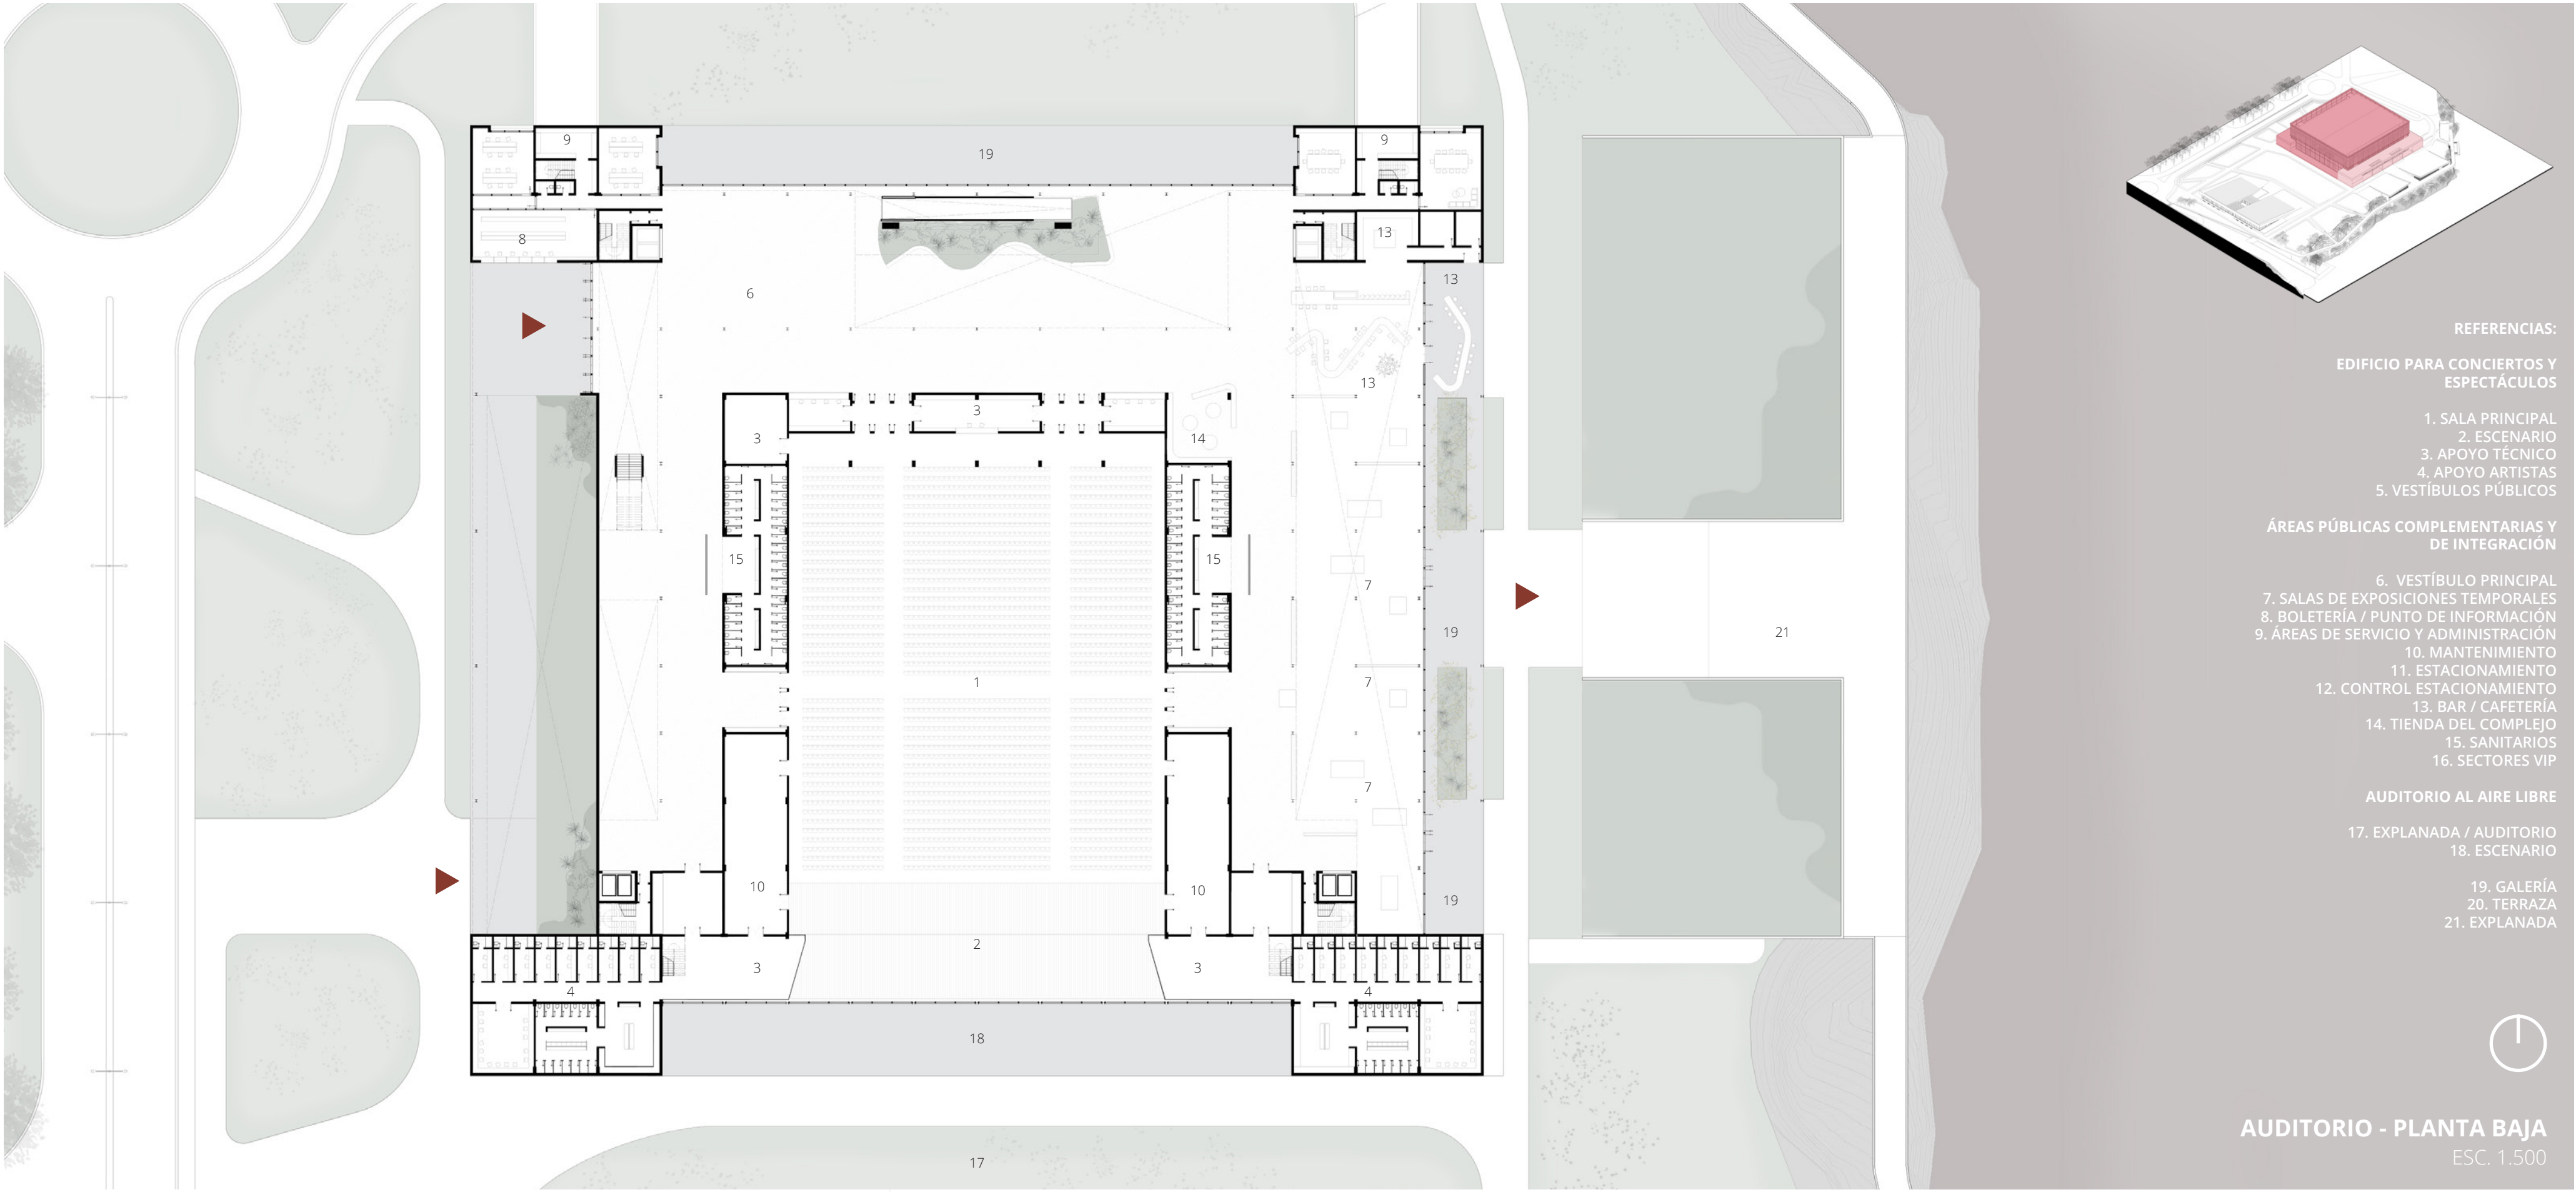 9
9
19
8
13
13
6
13
3
3
14
15
15
7
19
21
1
7
7
10
10
19
2
3
3
4
4
18
17
REFERENCIAS:
EDIFICIO PARA CONCIERTOS Y
ESPECTÁCULOS
1. SALA PRINCIPAL
2. ESCENARIO
3. APOYO TÉCNICO
4. APOYO ARTISTAS
5. VESTÍBULOS PÚBLICOS
ÁREAS PÚBLICAS COMPLEMENTARIAS Y
DE INTEGRACIÓN
6. VESTÍBULO PRINCIPAL
7. SALAS DE EXPOSICIONES TEMPORALES
8. BOLETERÍA / PUNTO DE INFORMACIÓN
9. ÁREAS DE SERVICIO Y ADMINISTRACIÓN
10. MANTENIMIENTO
11. ESTACIONAMIENTO
12. CONTROL ESTACIONAMIENTO
13. BAR / CAFETERÍA
14. TIENDA DEL COMPLEJO
15. SANITARIOS
16. SECTORES VIP
AUDITORIO AL AIRE LIBRE
17. EXPLANADA / AUDITORIO
18. ESCENARIO
19. GALERÍA
20. TERRAZA
21. EXPLANADA
AUDITORIO - PLANTA BAJA
ESC. 1.500